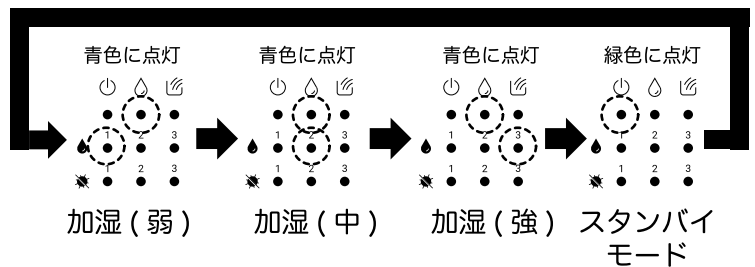 青色に点灯 青色に点灯 青色に点灯 緑色に点灯
1 2 3 1 2 3 1 2 3 1 2 3
1 2 3 1 2 3 1 2 3 1 2 3
加湿 ( 弱 ) 加湿 ( 中 ) 加湿 ( 強 ) スタンバイ
モード